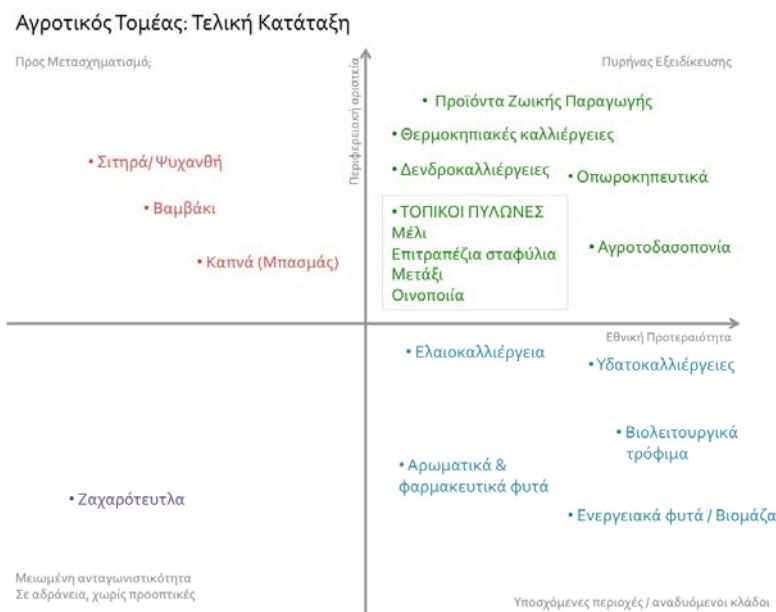 Αγροτικός Τομέας: Τελική Κατάταξη
Προς Μετασχηματισμό;
Πυρήνας Εξειδίκευσης
Περιφερειακή αριστεία
• Προϊόντα Ζωικής Παραγωγής
• Θερμοκηπιακές καλλιέργειες
• Σιτηρά/ Ψυχανθή
• Δενδροκαλλιέργειες
• Οπωροκηπευτικά
• Βαμβάκι
• ΤΟΠΙΚΟΙ ΠΥΛΩΝΕΣ
Μέλι
Επιτραπέζια σταφύλια
Μετάξι
Οινοποιία
• Αγροτοδασοπονία
• Καπνά (Μπασμάς)
Εθνική Προτεραιότητα
• Ελαιοκαλλιέργεια
• Υδατοκαλλιέργειες
• Βιολειτουργικά
τρόφιμα
• Αρωματικά &
φαρμακευτικά φυτά
• Ζαχαρότευτλα
• Ενεργειακά φυτά / Βιομάζα
Μειωμένη ανταγωνιστικότητα
Σε αδράνεια, χωρίς προοπτικές
Υποσχόμενες περιοχές / αναδυόμενοι κλάδοι